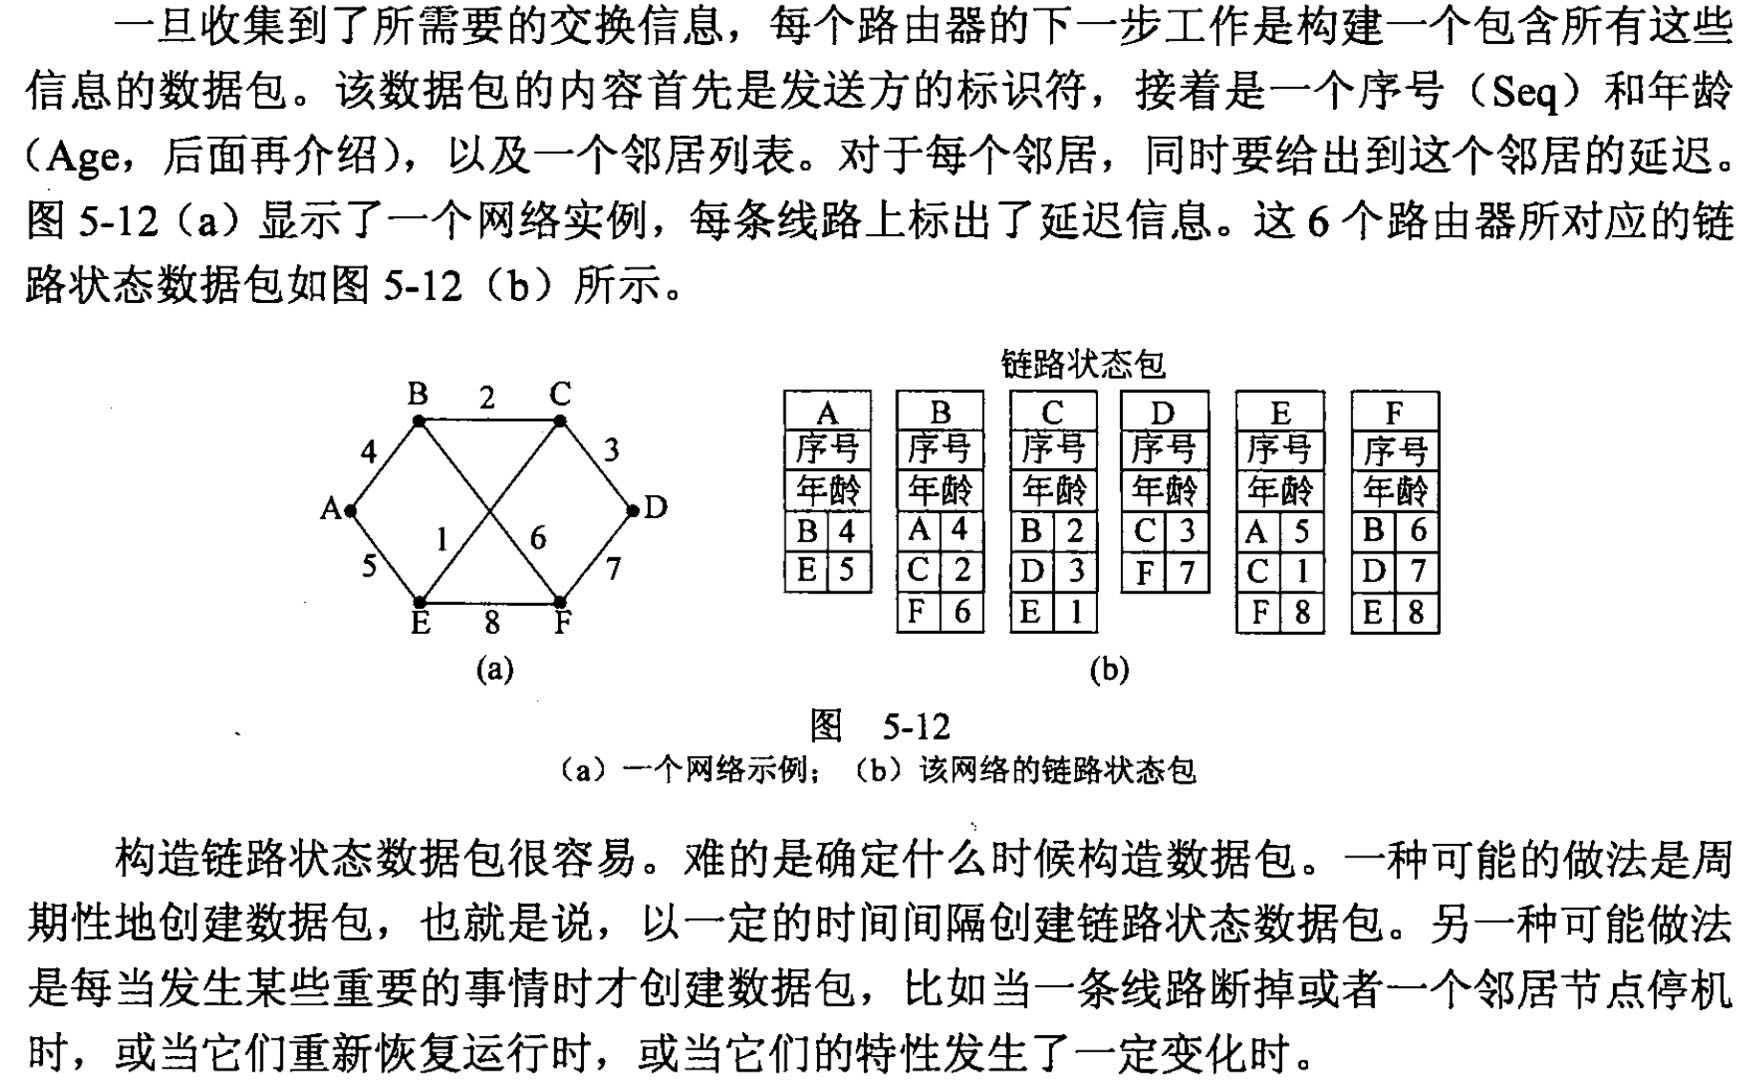 一旦收集到了所需要的交换信息，每个路由器的下一步工作是构建一个包含所有这些
信息的数据包。该数据包的内容首先是发送方的标识符，接着是一个序号（Seq）和年龄
（Age，后面再介绍），以及一个邻居列表。对于每个邻居，同时要给出到这个邻居的延迟。
图 5-12（a）显示了一个网络实例，每条线路上标出了延迟信息。这 6 个路由器所对应的链
路状态数据包如图 5-12（b）所示。
B 2 C
4 3
A D
1 6
5 7
E 8 F
(a)
链路状态包
A B C D E F
序号 序号 序号 序号 序号 序号
年龄 年龄 年龄 年龄 年龄 年龄
B 4 A 4 B 2 C 3 A 5 B 6
E 5 C 2 D 3 F 7 C 1 D 7
F 6 E 1 F 8 E 8
(b)
图 5-12
（a）一个网络示例；（b）该网络的链路状态包
构造链路状态数据包很容易。难的是确定什么时候构造数据包。一种可能的做法是周
期性地创建数据包，也就是说，以一定的时间间隔创建链路状态数据包。另一种可能做法
是每当发生某些重要的事情时才创建数据包，比如当一条线路断掉或者一个邻居节点停机
时，或当它们重新恢复运行时，或当它们的特性发生了一定变化时。